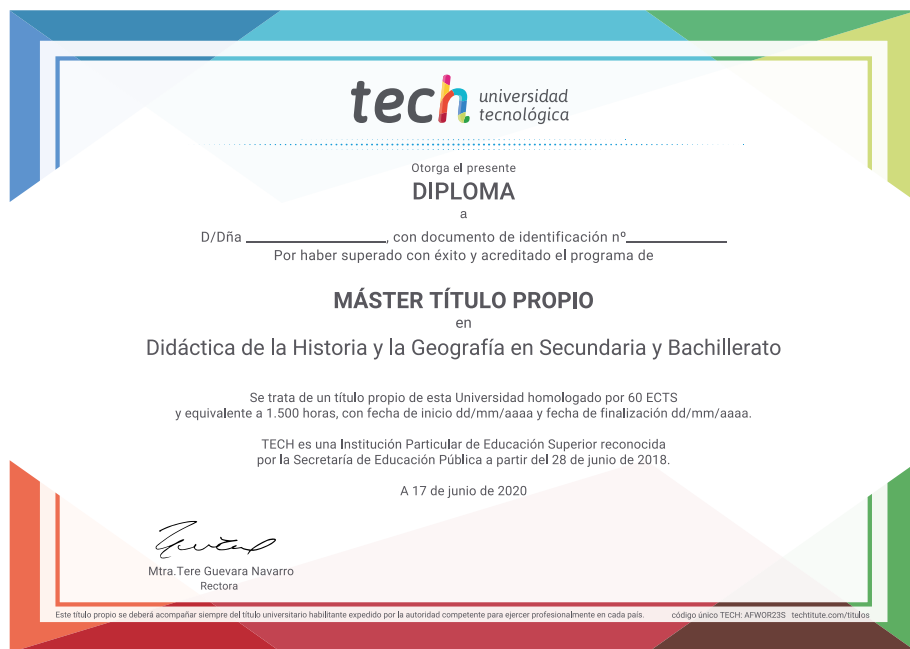 tech universidad
tecnológica
Otorga el presente
DIPLOMA
a
D/Dña ____________, con documento de identificación nº_________
Por haber superado con éxito y acreditado el programa de
MÁSTER TÍTULO PROPIO
en
Didáctica de la Historia y la Geografía en Secundaria y Bachillerato
Se trata de un título propio de esta Universidad homologado por 60 ECTS
y equivalente a 1.500 horas, con fecha de inicio dd/mm/aaaa y fecha de finalización dd/mm/aaaa.
TECH es una Institución Particular de Educación Superior reconocida
por la Secretaría de Educación Pública a partir del 28 de junio de 2018.
A 17 de junio de 2020
Mtra.Tere Guevara Navarro
Rectora
Este título propio se deberá acompañar siempre del título universitario habilitante expedido por la autoridad competente para ejercer profesionalmente en cada país. código único TECH: AFWOR23S techtitute.com/titulos